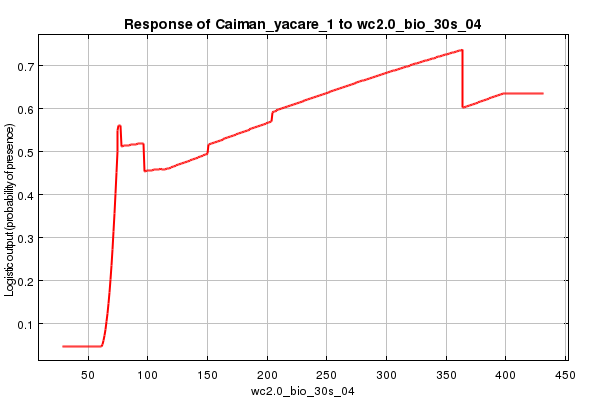 Response of Caiman_yacare_1 to wc2.0_bio_30s_04
Logistic output (probability of presence)
0.7
0.6
0.5
0.4
0.3
0.2
0.1
50 100 150 200 250 300 350 400 450
wc2.0_bio_30s_04